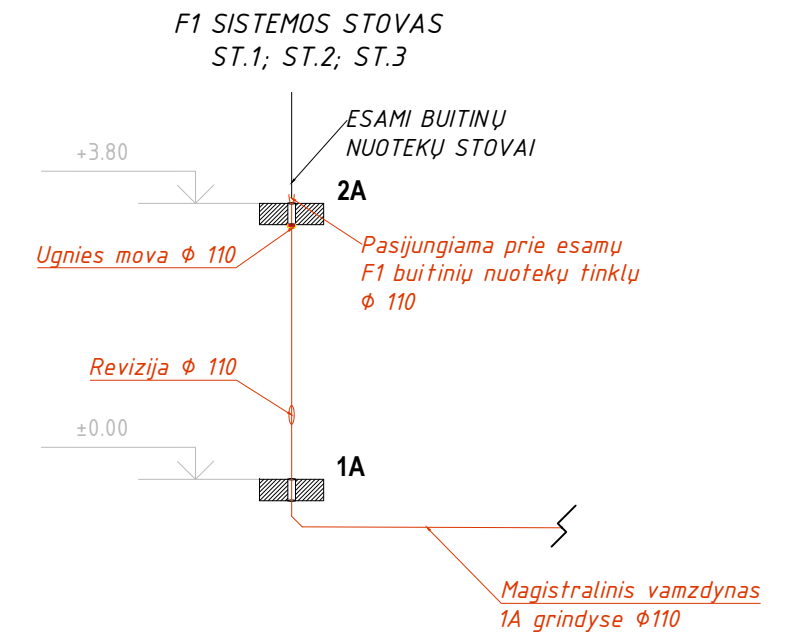 F1 SISTEMOS STOVAS
ST.1; ST.2; ST.3
ESAMI BUITINŲ
NUOTEKŲ STOVAI
+3.80
2A
Ugnies mova Φ 110
Pasijungiama prie esamų
F1 buitinių nuotekų tinklų
Φ 110
Revizija Φ 110
±0.00
1A
Magistralinis vamzdynas
1A grindyse Φ110